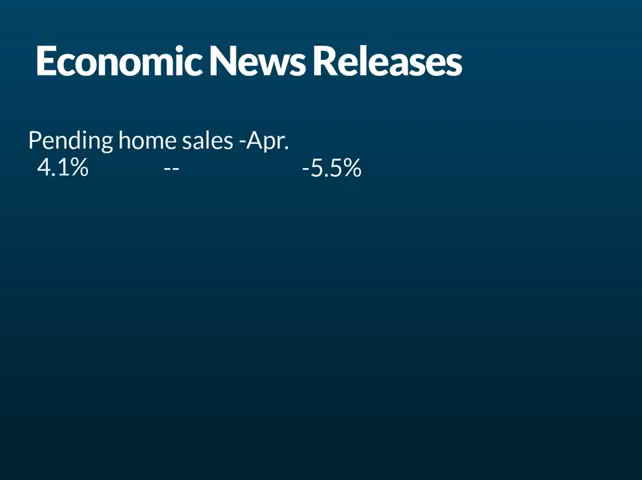 Economic News Releases
Pending home sales -Apr.
4.1% -- -5.5%